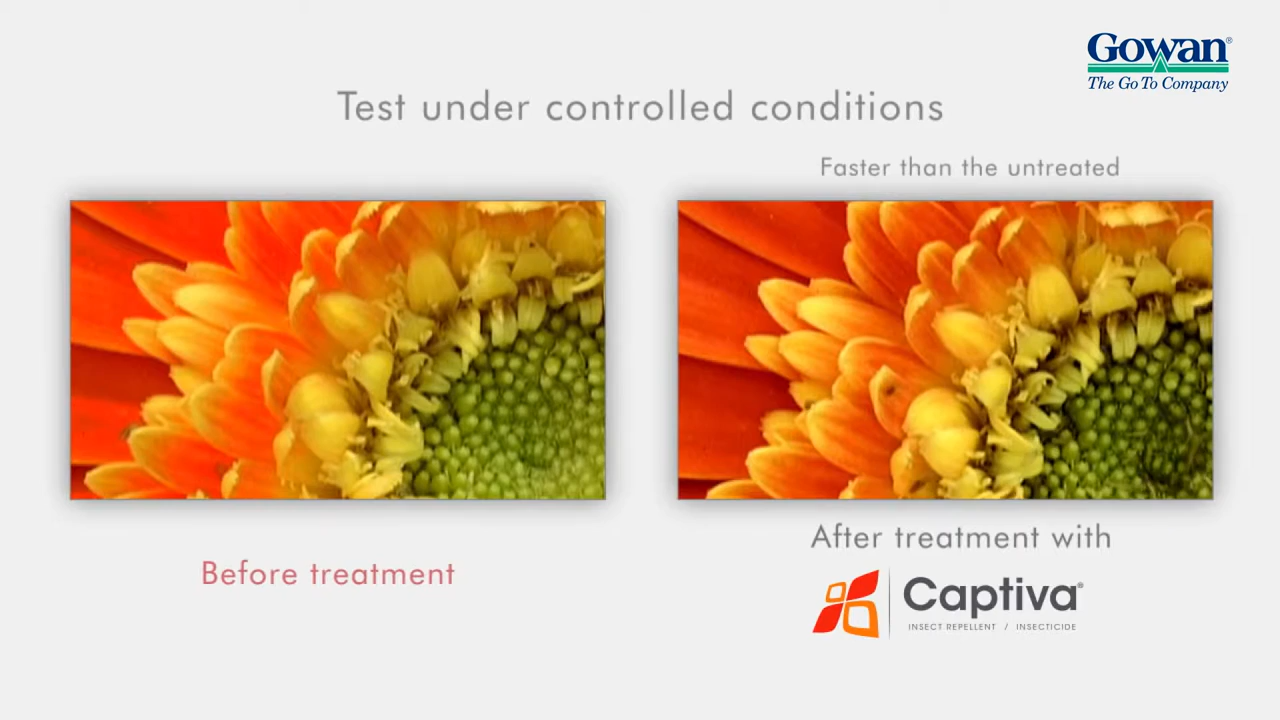 Gowan®
The Go To Company
Test under controlled conditions
Faster than the untreated
Before treatment
After treatment with
Captiva®
INSECT REPELLENT / INSECTICIDE